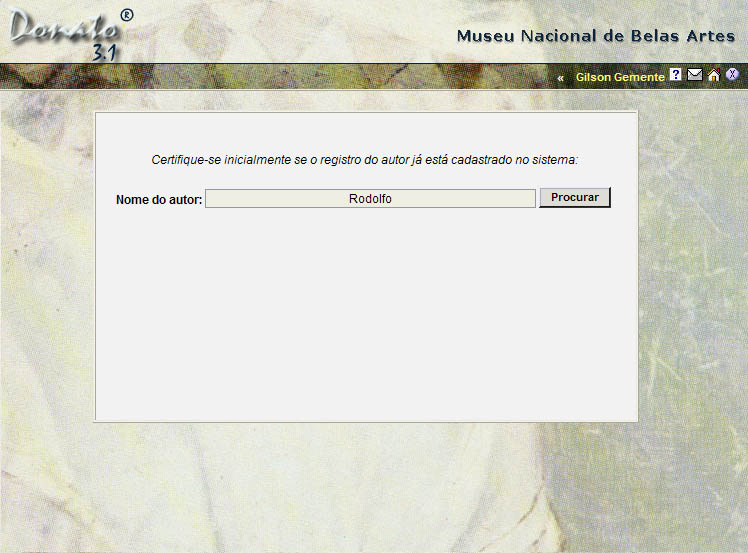 Donato ®
3.1
Museu Nacional de Belas Artes
« Gilson Gemente ?
Certifique-se inicialmente se o registro do autor já está cadastrado no sistema:
Nome do autor: Rodolfo Procurar